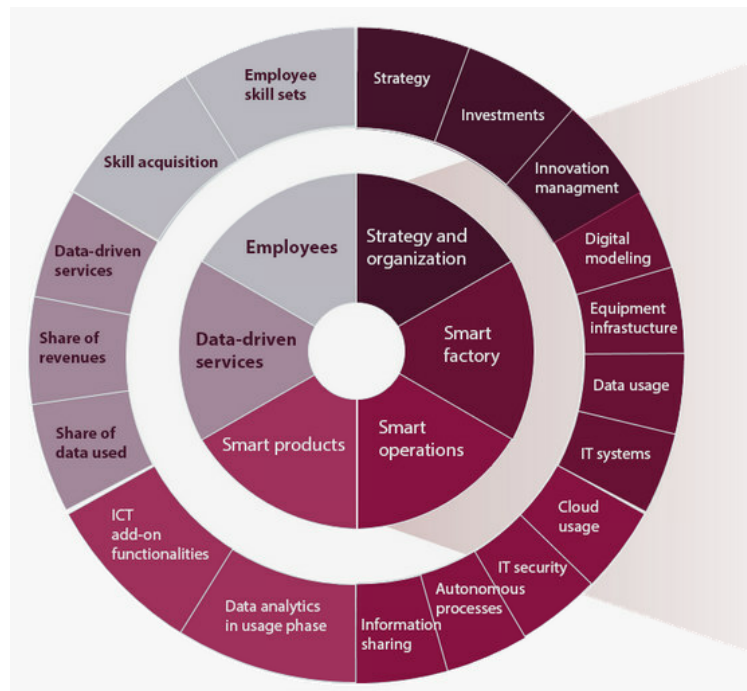 Employee
skill sets
Strategy
Investments
Innovation
managment
Skill acquisition
Digital
modeling
Equipment
infrastucture
Data usage
IT systems
Cloud
usage
IT security
Autonomous
processes
Information
sharing
Data analytics
in usage phase
ICT
add-on
functionalities
Share of
data used
Share of
revenues
Data-driven
services
Employees
Strategy and
organization
Smart
factory
Smart
operations
Smart products
Data-driven
services